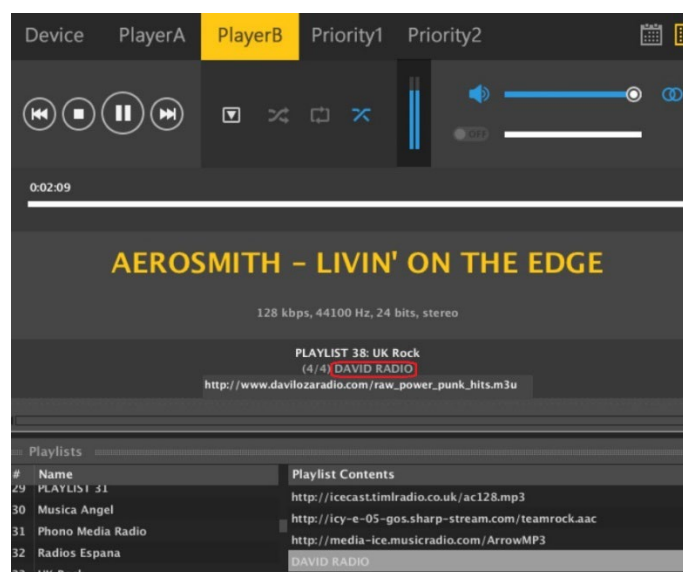 Device PlayerA PlayerB Priority1 Priority2
OFF
0:02:09
AEROSMITH – LIVIN' ON THE EDGE
128 kbps, 44100 Hz, 24 bits, stereo
PLAYLIST 38: UK Rock
(4/4) DAVID RADIO
http://www.davilozaradio.com/raw_power_punk_hits.m3u
Playlists
# Name Playlist Contents
29 PLAYLIST 31
http://icecast.timlradio.co.uk/ac128.mp3
30 Musica Angel
http://icy-e-05-gos.sharp-stream.com/teamrock.aac
31 Phono Media Radio
http://media-ice.musicradio.com/ArrowMP3
32 Radios Espana
DAVID RADIO